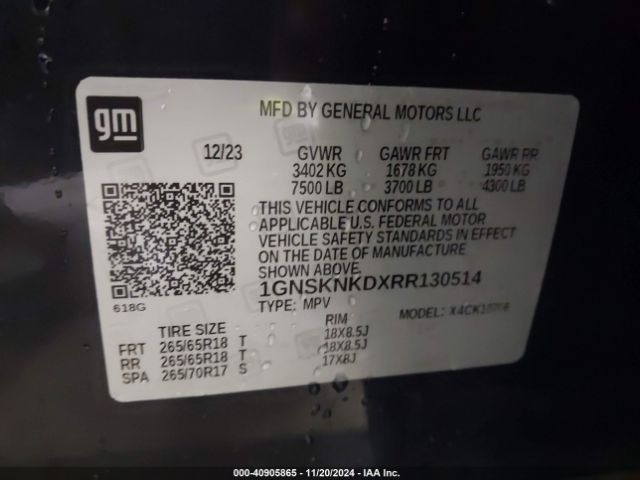 gm
MFD BY GENERAL MOTORS LLC
12/23 GVWR GAWR FRT GAWR RR
3402 KG 1678 KG 1950 KG
7500 LB 3700 LB 4300 LB
THIS VEHICLE CONFORMS TO ALL
APPLICABLE U.S. FEDERAL MOTOR
VEHICLE SAFETY STANDARDS IN EFFECT
ON THE DATE OF MANUFACTURE
SHOWN ABOVE.
1GNSKNKDXRR130514
618G
TYPE: MPV MODEL:
TIRE SIZE RIM
FRT 265/65R18 T 18X8.5J
RR 265/65R18 T 18X8.5J
SPA 265/70R17 S 17X8J
00-40905865 - 11/20/2024 - IAA Inc.